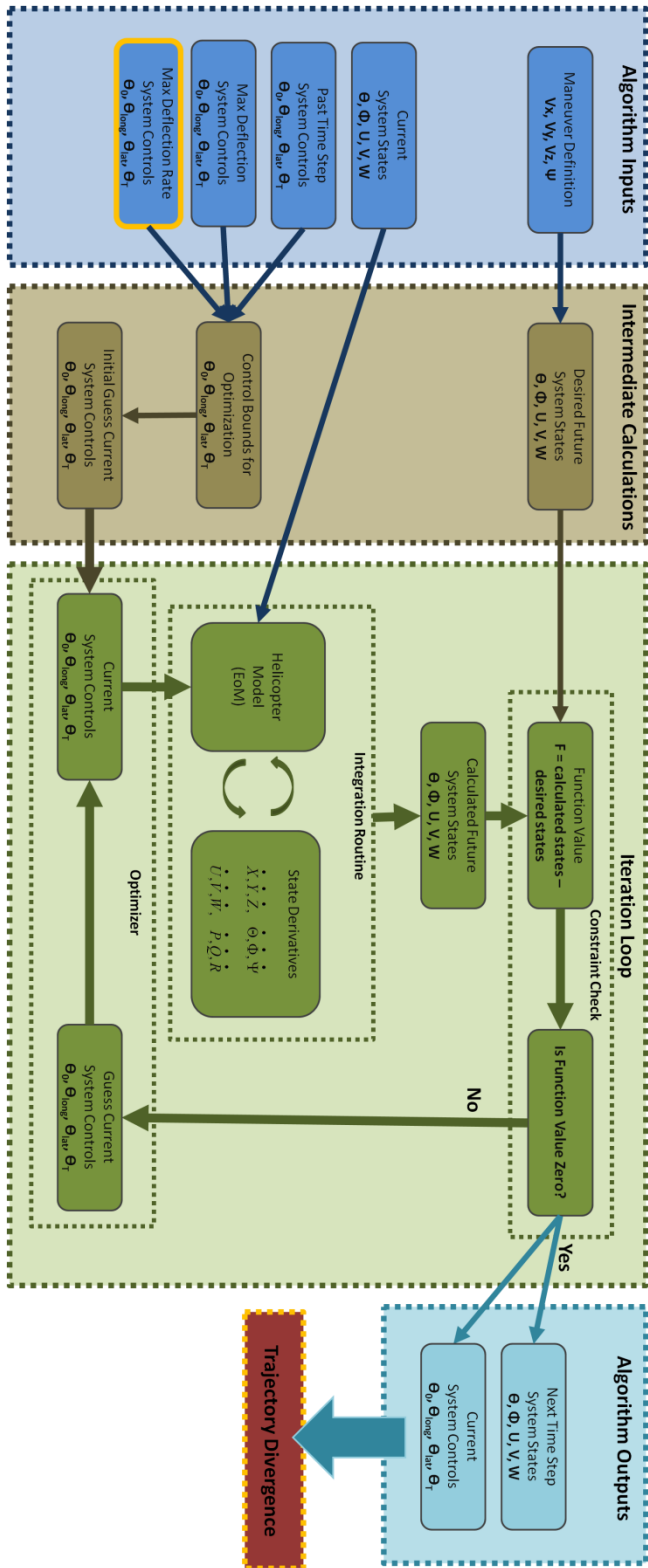 Algorithm Inputs
Maneuver Definition
Vx, Vy, Vz, Ψ
Current
System States
Θ, Φ, U, V, W
Past Time Step
System Controls
Θ0, Θlong, Θlat, ΘT
Max Deflection
System Controls
Θ0, Θlong, Θlat, ΘT
Max Deflection Rate
System Controls
Θ0, Θlong, Θlat, ΘT
Intermediate Calculations
Desired Future
System States
Θ, Φ, U, V, W
Control Bounds for
Optimization
Θ0, Θlong, Θlat, ΘT
Initial Guess Current
System Controls
Θ0, Θlong, Θlat, ΘT
Iteration Loop
Function Value
F = calculated states –
desired states
Constraint Check
Is Function Value Zero?
Yes
No
Calculated Future
System States
Θ, Φ, U, V, W
Integration Routine
Helicopter
Model
(EoM)
State Derivatives
Ẋ, Ẏ, Ż, Θ̇, Φ̇, Ψ̇
U̇, V̇, Ẇ, Ṗ, Q̇, Ṙ
Optimizer
Current
System Controls
Θ0, Θlong, Θlat, ΘT
Guess Current
System Controls
Θ0, Θlong, Θlat, ΘT
Algorithm Outputs
Next Time Step
System States
Θ, Φ, U, V, W
Current
System Controls
Θ0, Θlong, Θlat, ΘT
Trajectory Divergence